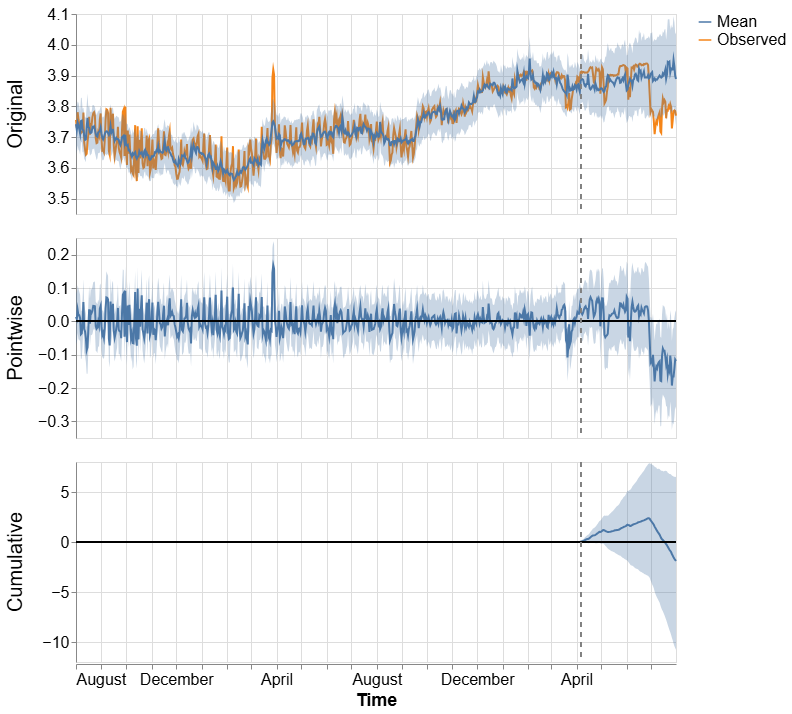 Mean
Observed
Original
4.1
4.0
3.9
3.8
3.7
3.6
3.5
Pointwise
0.2
0.1
0.0
−0.1
−0.2
−0.3
Cumulative
5
0
−5
−10
August December April August December April
Time